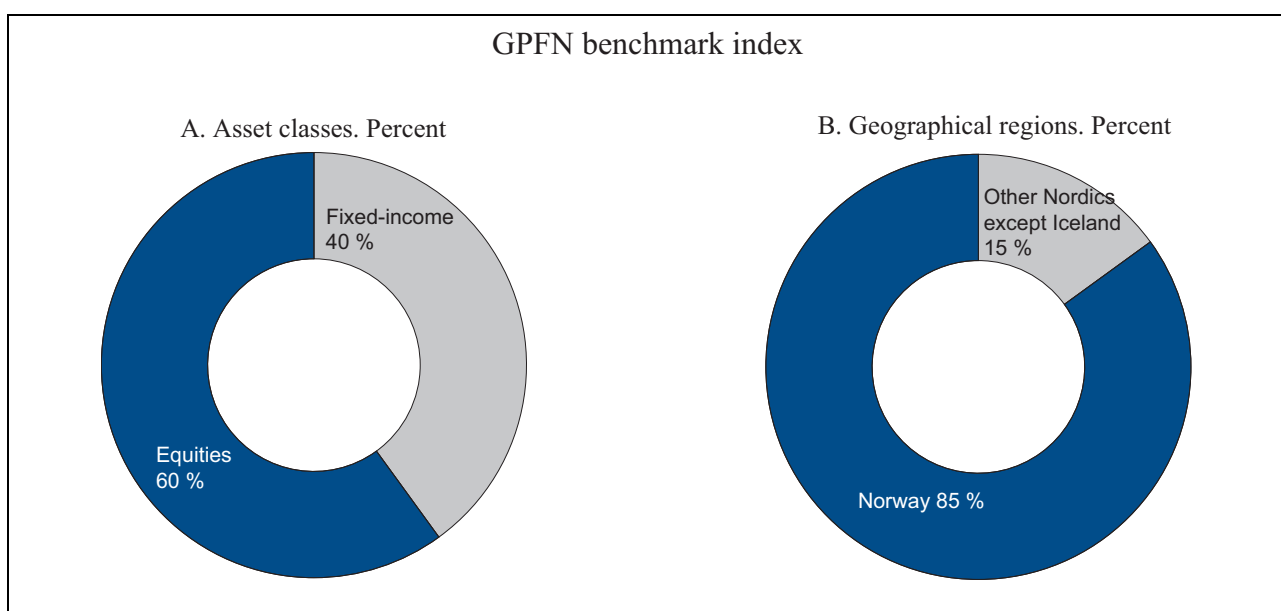 GPFN benchmark index
A. Asset classes. Percent
Fixed-income
40 %
Equities
60 %
B. Geographical regions. Percent
Other Nordics
except Iceland
15 %
Norway 85 %